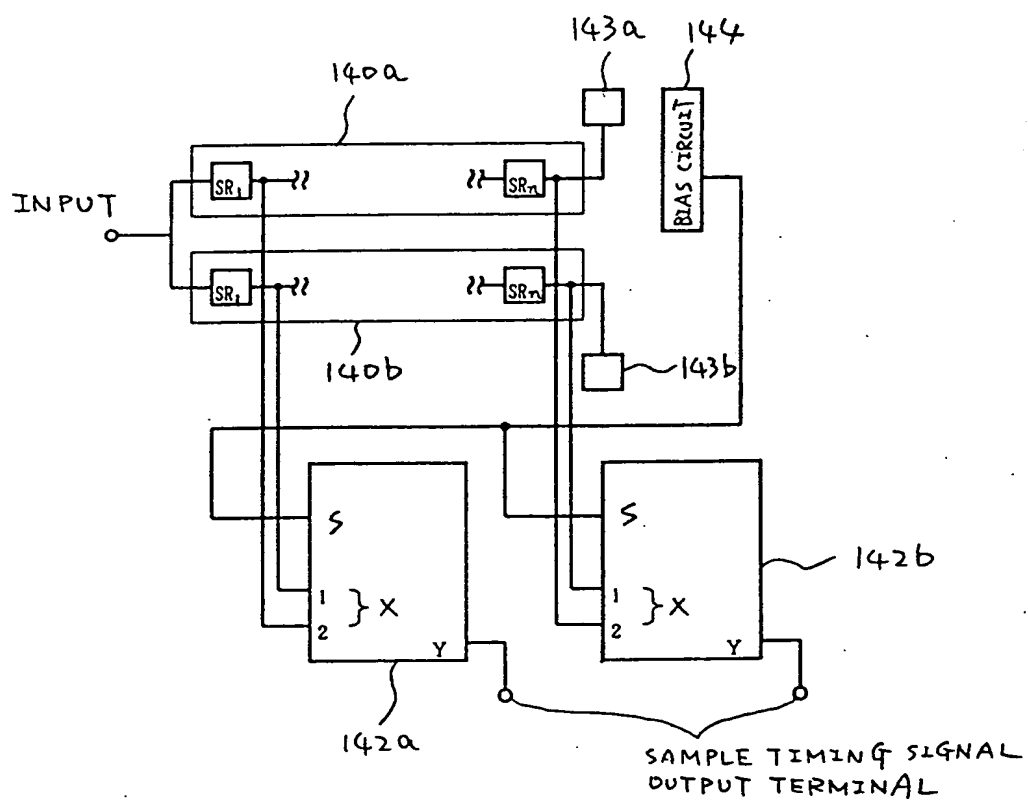 143a
144
140a
BIAS CIRCUIT
SR1
SRn
INPUT
SR1
SRn
140b
143b
S
S
142b
1
2
} X
1
2
} X
Y
Y
142a
SAMPLE TIMING SIGNAL
OUTPUT TERMINAL